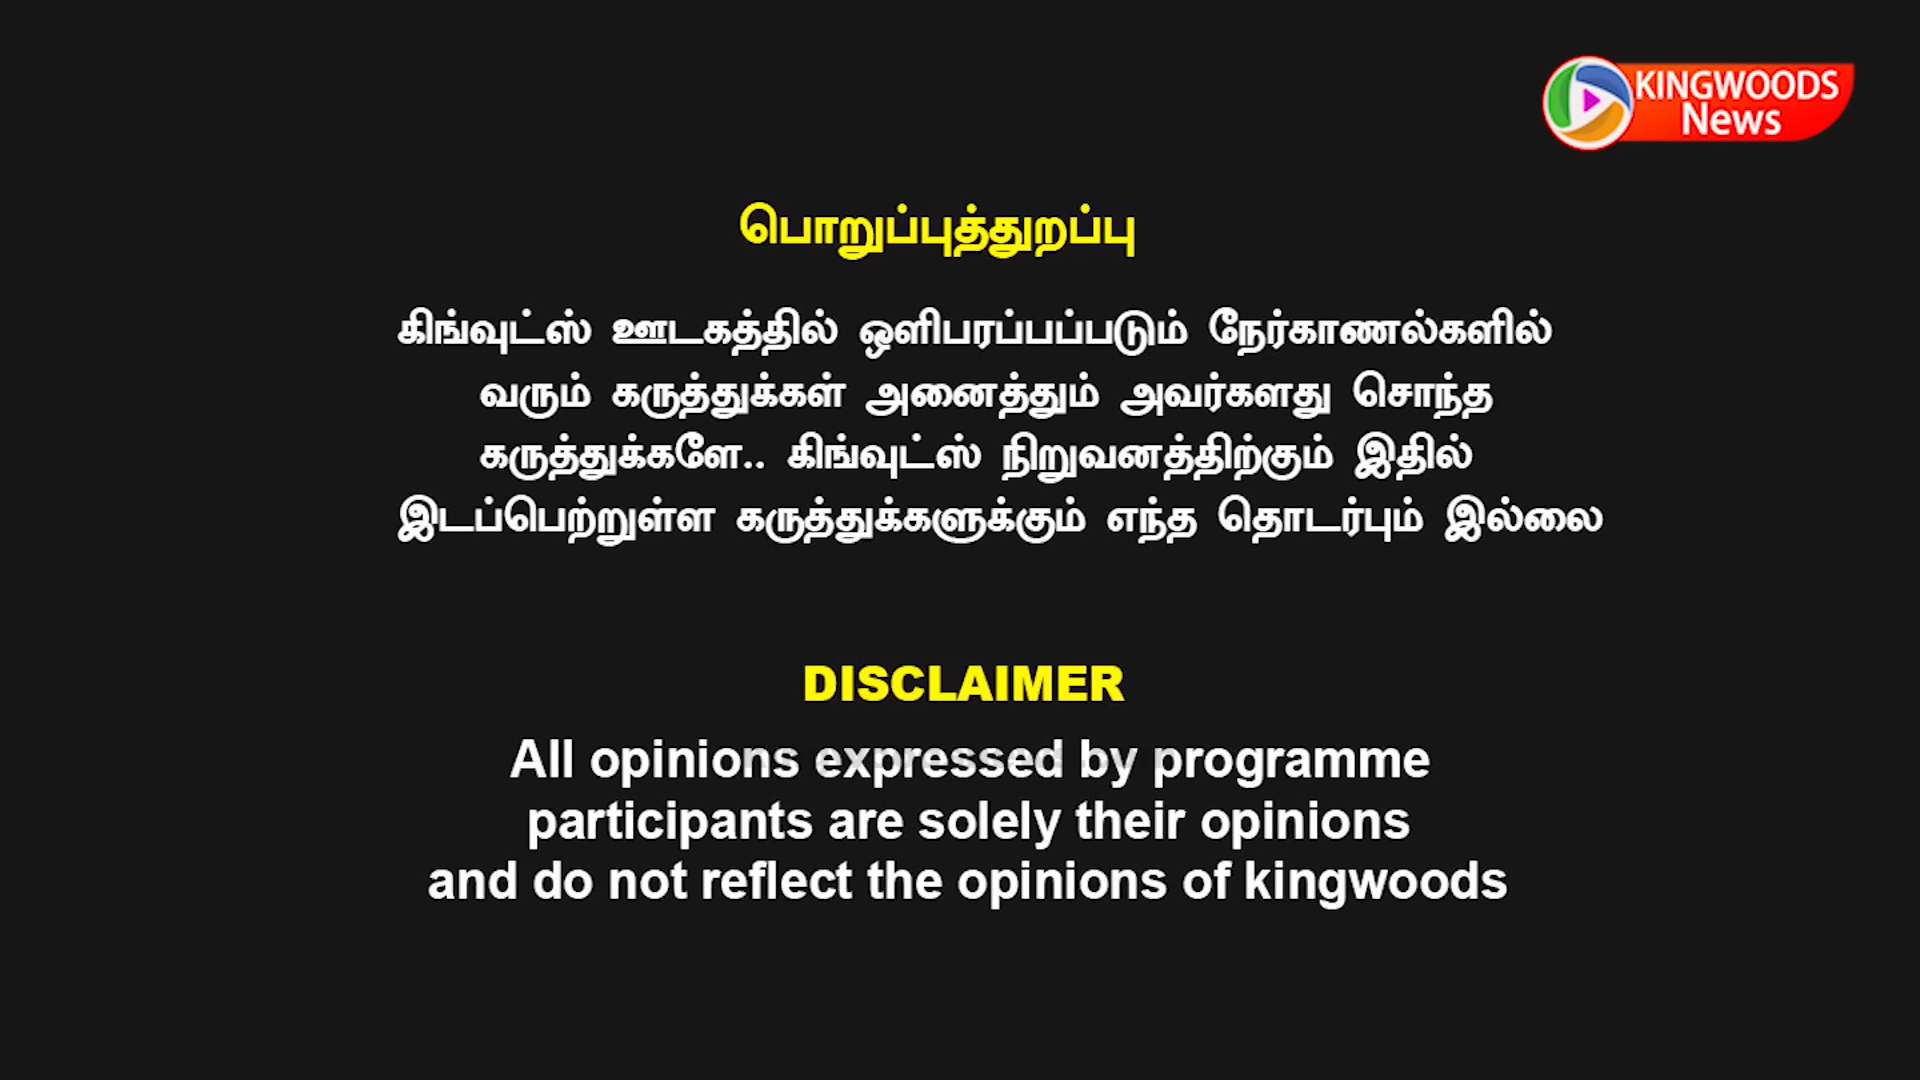 KINGWOODS
News
பொறுப்புத்துறப்பு
கிங்வுட்ஸ் ஊடகத்தில் ஒளிபரப்பப்படும் நேர்காணல்களில்
வரும் கருத்துக்கள் அனைத்தும் அவர்களது சொந்த
கருத்துக்களே.. கிங்வுட்ஸ் நிறுவனத்திற்கும் இதில்
இடப்பெற்றுள்ள கருத்துக்களுக்கும் எந்த தொடர்பும் இல்லை
DISCLAIMER
All opinions expressed by programme
participants are solely their opinions
and do not reflect the opinions of kingwoods